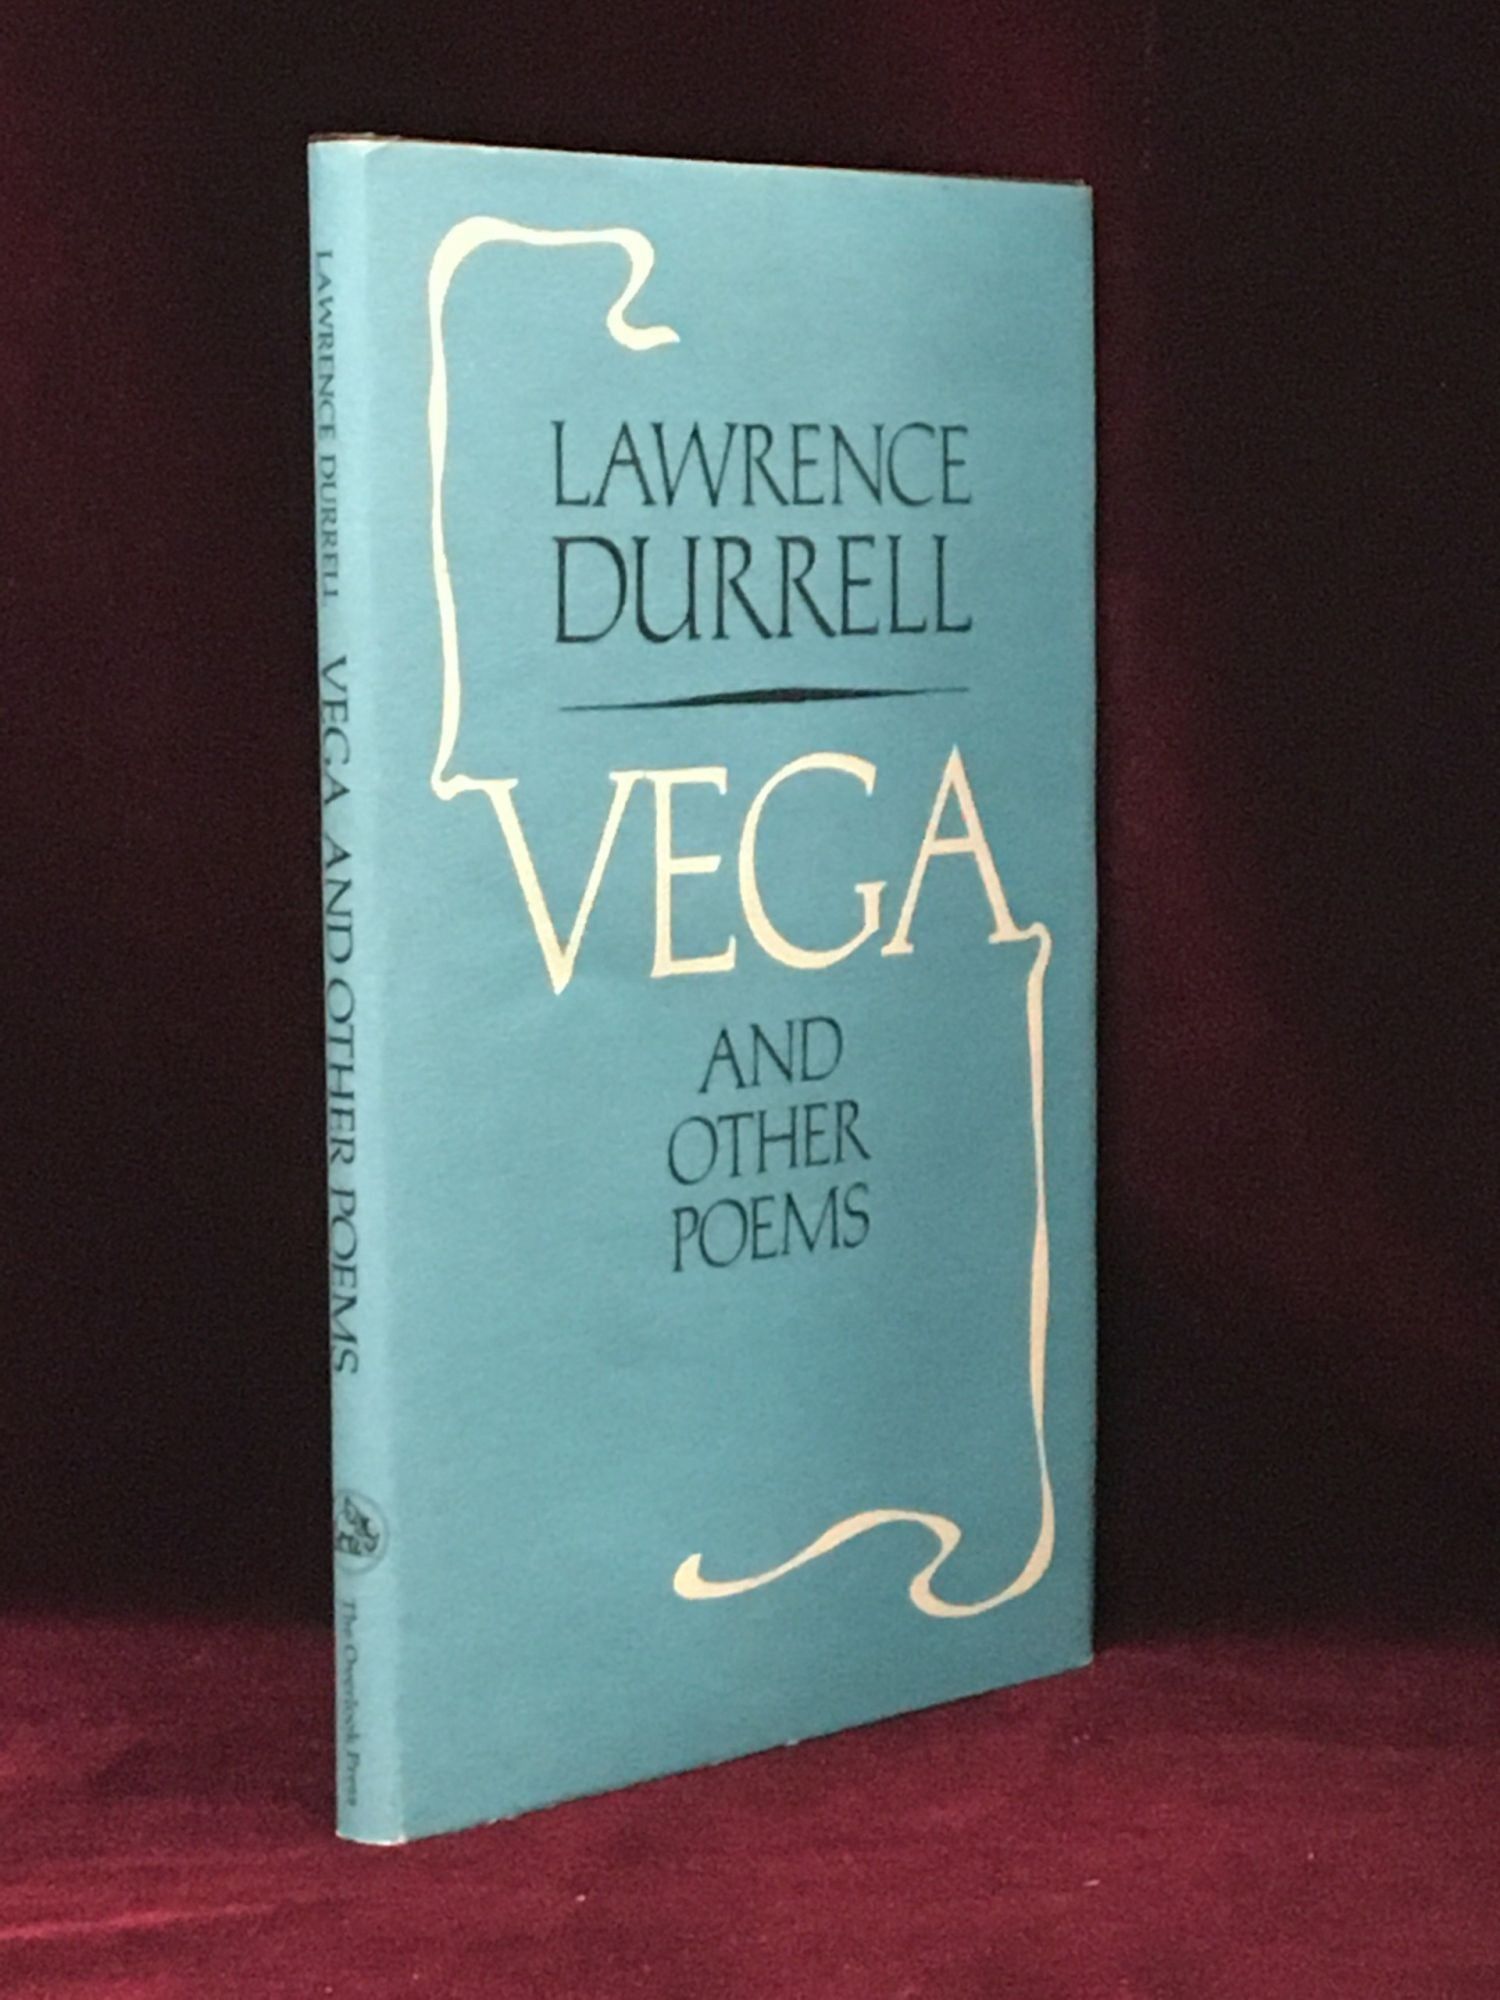 LAWRENCE DURRELL VEGA AND OTHER POEMS The Overlook Press
LAWRENCE
DURRELL
VEGA
AND
OTHER
POEMS